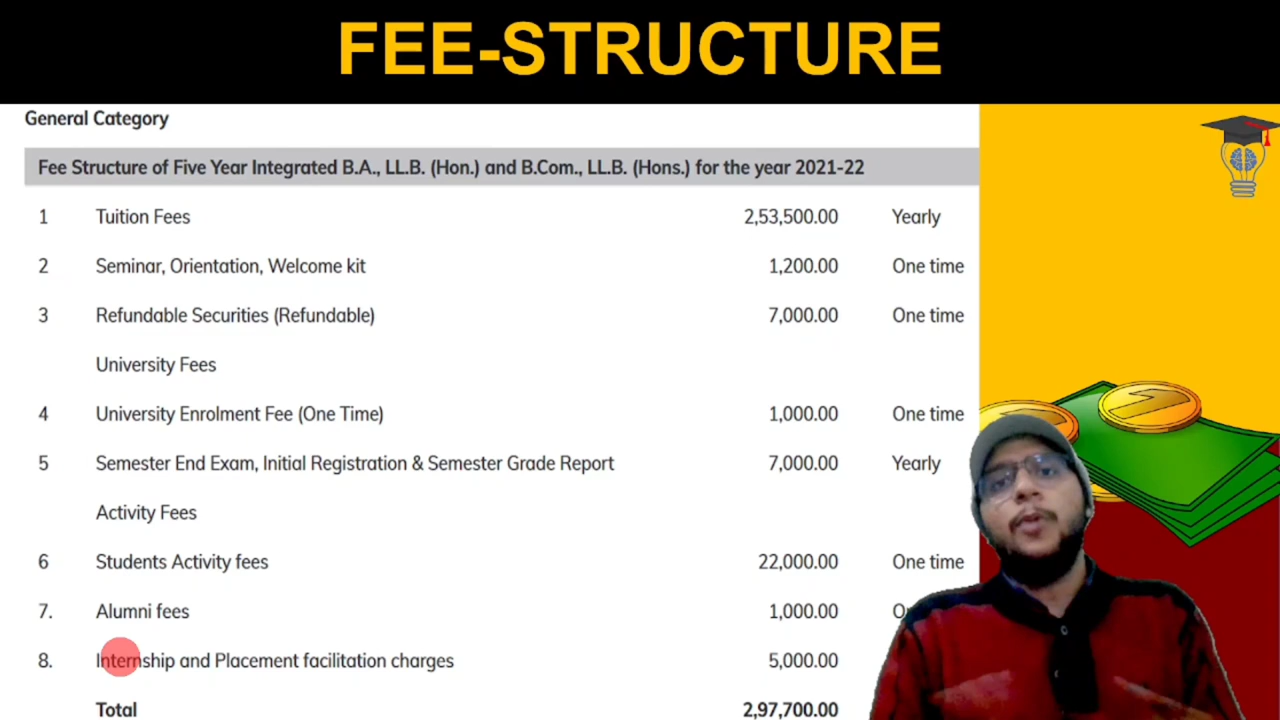 FEE-STRUCTURE
General Category
Fee Structure of Five Year Integrated B.A., LL.B. (Hon.) and B.Com., LL.B. (Hons.) for the year 2021-22
1 Tuition Fees 2,53,500.00 Yearly
2 Seminar, Orientation, Welcome kit 1,200.00 One time
3 Refundable Securities (Refundable) 7,000.00 One time
University Fees
4 University Enrolment Fee (One Time) 1,000.00 One time
5 Semester End Exam, Initial Registration & Semester Grade Report 7,000.00 Yearly
Activity Fees
6 Students Activity fees 22,000.00 One time
7. Alumni fees 1,000.00
8. Internship and Placement facilitation charges 5,000.00
Total 2,97,700.00